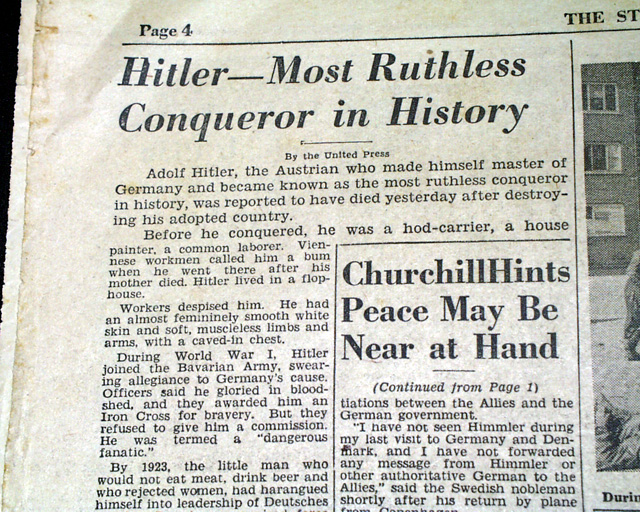 Page 4
THE ST
Hitler—Most Ruthless
Conqueror in History
By the United Press
Adolf Hitler, the Austrian who made himself master of
Germany and became known as the most ruthless conqueror
in history, was reported to have died yesterday after destroy-
ing his adopted country.
Before he conquered, he was a hod-carrier, a house
painter, a common laborer. Vien-
nese workmen called him a bum
when he went there after his
mother died. Hitler lived in a flop-
house.
Workers despised him. He had
an almost femininely smooth white
skin and soft, muscleless limbs and
arms, with a caved-in chest.
During World War I, Hitler
joined the Bavarian Army, swear-
ing allegiance to Germany's cause.
Officers said he gloried in blood-
shed, and they awarded him an
Iron Cross for bravery. But they
refused to give him a commission.
He was termed a "dangerous
fanatic."
By 1923, the little man who
would not eat meat, drink beer and
who rejected women, had harangued
himself into leadership of Deutsches
ChurchillHints
Peace May Be
Near at Hand
(Continued from Page 1)
tiations between the Allies and the
German government.
"I have not seen Himmler during
my last visit to Germany and Den-
mark, and I have not forwarded
any message from Himmler or
other authoritative German to the
Allies," said the Swedish nobleman
shortly after his return by plane
from Copenhagen.
Durin